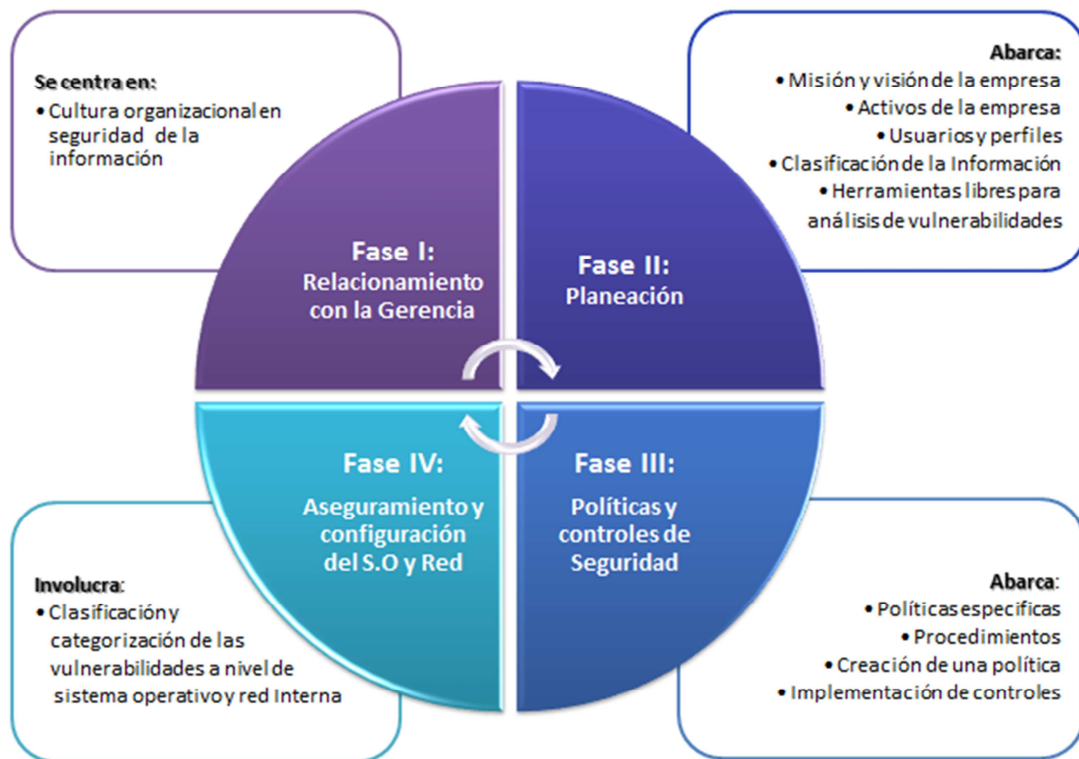 Se centra en:
• Cultura organizacional en
seguridad de la
información
Abarca:
• Misión y visión de la empresa
• Activos de la empresa
• Usuarios y perfiles
• Clasificación de la Información
• Herramientas libres para
análisis de vulnerabilidades
Fase I:
Relacionamiento
con la Gerencia
Fase II:
Planeación
Fase IV:
Aseguramiento y
configuración
del S.O y Red
Fase III:
Políticas y
controles de
Seguridad
Involucra:
• Clasificación y
categorización de las
vulnerabilidades a nivel de
sistema operativo y red Interna
Abarca:
• Políticas especificas
• Procedimientos
• Creación de una política
• Implementación de controles